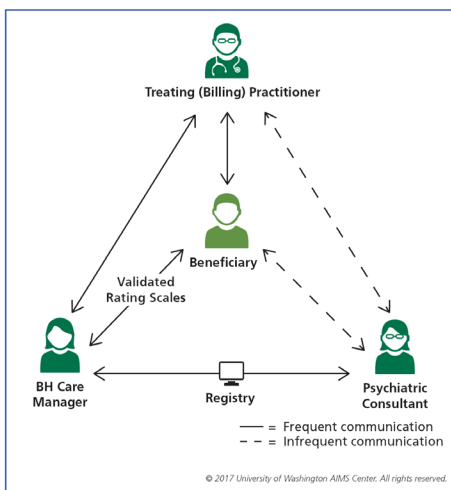 Treating (Billing) Practitioner
Beneficiary
Validated
Rating Scales
BH Care
Manager
Registry
Psychiatric
Consultant
= Frequent communication
= Infrequent communication
© 2017 University of Washington AIMS Center. All rights reserved.